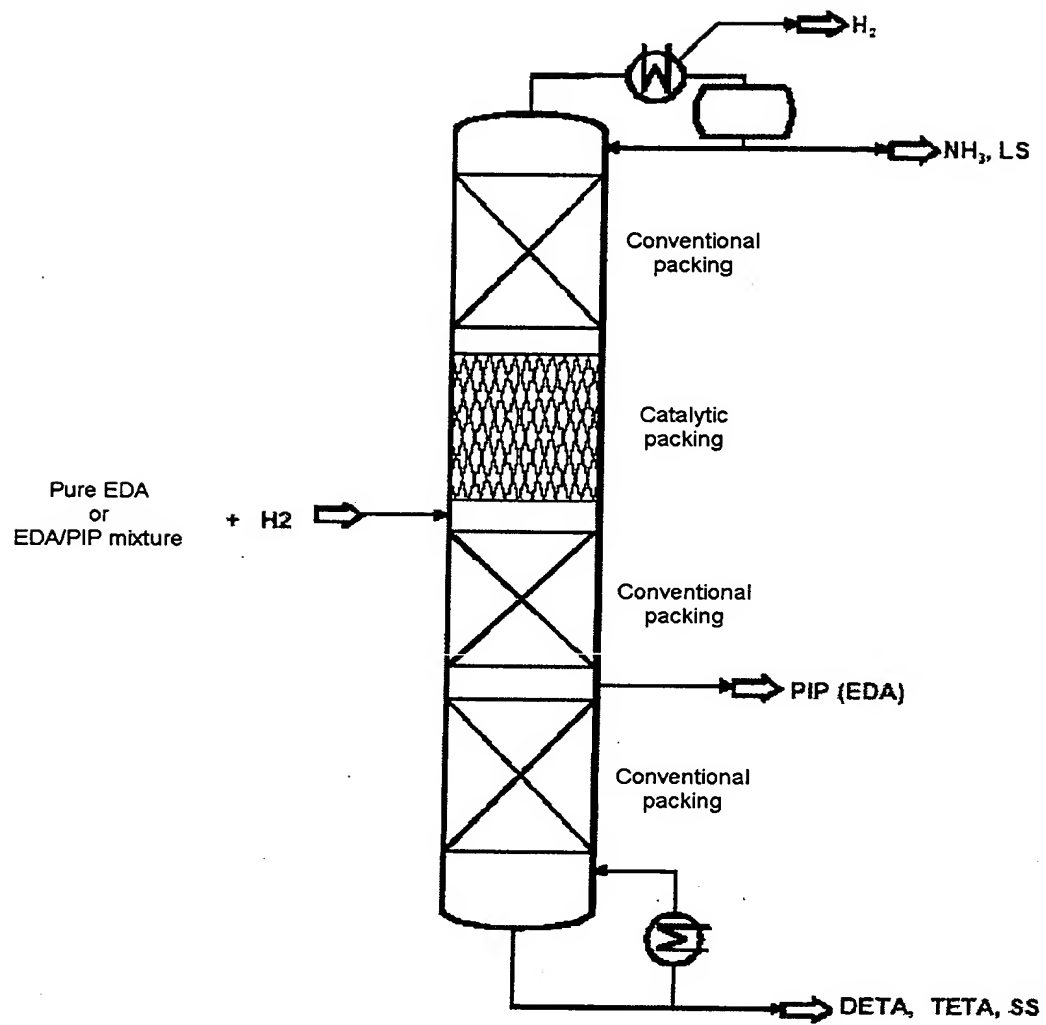 H₂
NH₃, LS
Conventional
packing
Catalytic
packing
Pure EDA
or
EDA/PIP mixture
+ H2
Conventional
packing
PIP (EDA)
Conventional
packing
DETA, TETA, SS